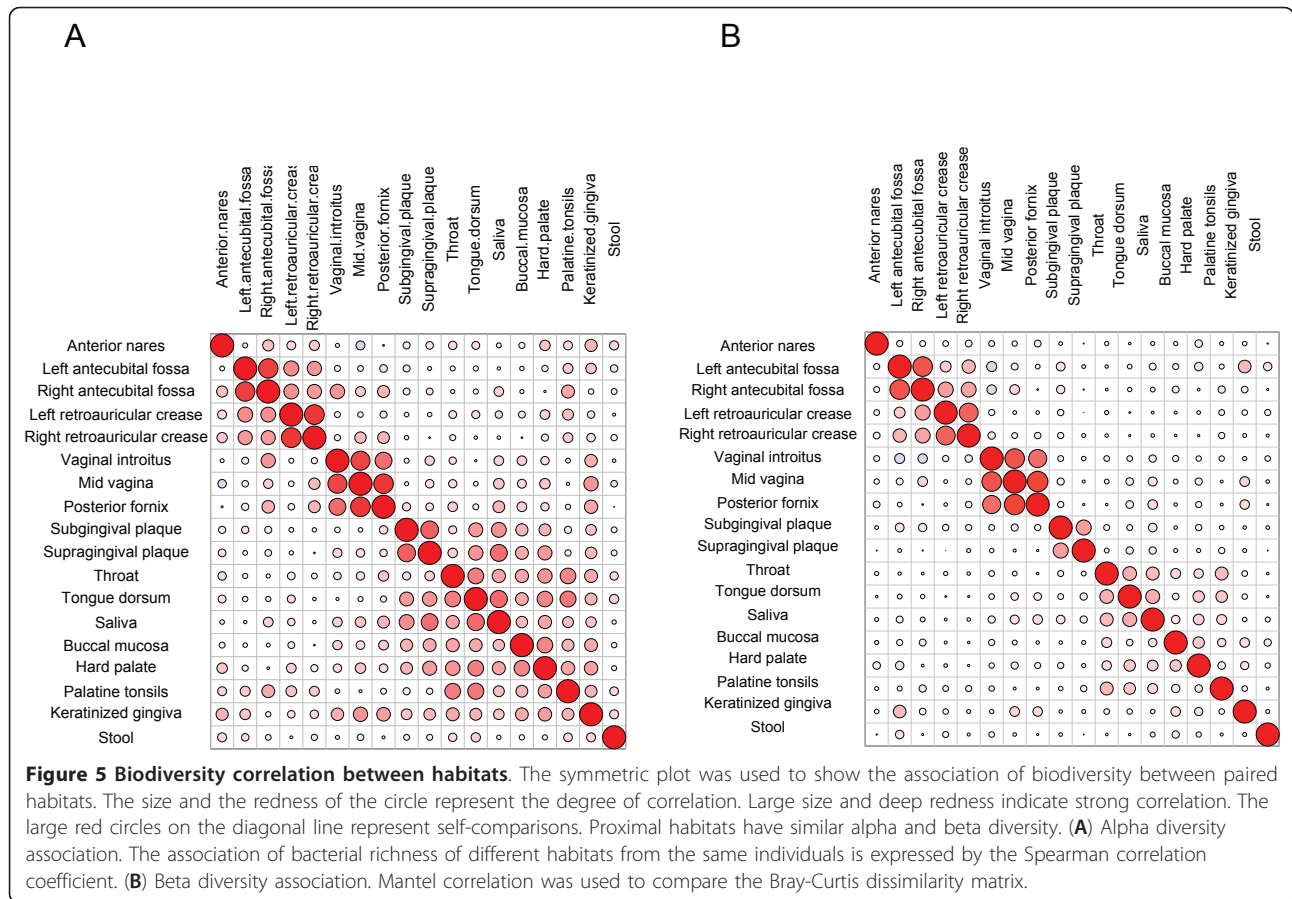 A
B
Anterior.nares
Left.antecubital.fossa
Right.antecubital.fossa
Left.retroauricular.creas
Right.retroauricular.crea
Vaginal.introitus
Mid.vagina
Posterior.fornix
Subgingival.plaque
Supragingival.plaque
Throat
Tongue.dorsum
Saliva
Buccal.mucosa
Hard.palate
Palatine.tonsils
Keratinized.gingiva
Stool
Anterior nares
Left antecubital fossa
Right antecubital fossa
Left retroauricular crease
Right retroauricular crease
Vaginal introitus
Mid vagina
Posterior fornix
Subgingival plaque
Supragingival plaque
Throat
Tongue dorsum
Saliva
Buccal mucosa
Hard palate
Palatine tonsils
Keratinized gingiva
Stool
Anterior nares
Left antecubital fossa
Right antecubital fossa
Left retroauricular crease
Right retroauricular crease
Vaginal introitus
Mid vagina
Posterior fornix
Subgingival plaque
Supragingival plaque
Throat
Tongue dorsum
Saliva
Buccal mucosa
Hard palate
Palatine tonsils
Keratinized gingiva
Stool
Anterior nares
Left antecubital fossa
Right antecubital fossa
Left retroauricular crease
Right retroauricular crease
Vaginal introitus
Mid vagina
Posterior fornix
Subgingival plaque
Supragingival plaque
Throat
Tongue dorsum
Saliva
Buccal mucosa
Hard palate
Palatine tonsils
Keratinized gingiva
Stool
Figure 5 Biodiversity correlation between habitats. The symmetric plot was used to show the association of biodiversity between paired
habitats. The size and the redness of the circle represent the degree of correlation. Large size and deep redness indicate strong correlation. The
large red circles on the diagonal line represent self-comparisons. Proximal habitats have similar alpha and beta diversity. (A) Alpha diversity
association. The association of bacterial richness of different habitats from the same individuals is expressed by the Spearman correlation
coefficient. (B) Beta diversity association. Mantel correlation was used to compare the Bray-Curtis dissimilarity matrix.